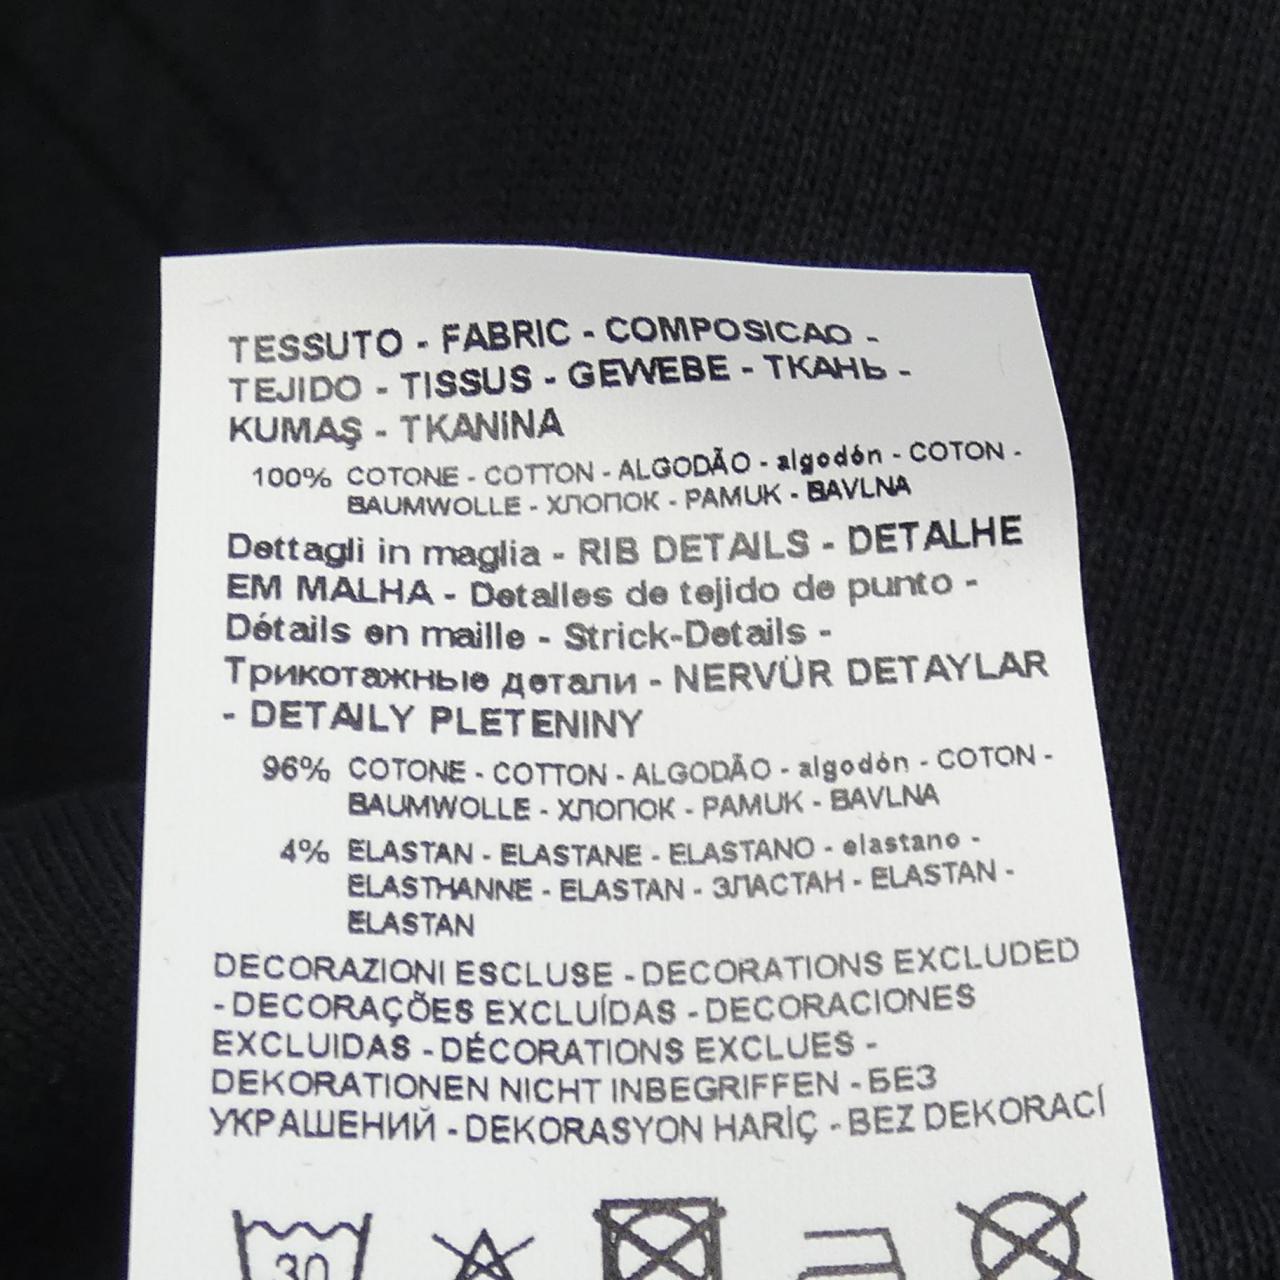 TESSUTO - FABRIC - COMPOSICAO -
TEJIDO - TISSUS - GEWEBE - ТКАНЬ -
KUMAŞ - TKANINA
100% COTONE - COTTON - ALGODÃO - algodón - COTON -
BAUMWOLLE - ХЛОПОК - PAMUK - BAVLNA
Dettagli in maglia - RIB DETAILS - DETALHE
EM MALHA - Detalles de tejido de punto -
Détails en maille - Strick-Details -
Трикотажные детали - NERVÜR DETAYLAR
- DETAILY PLETENINY
96% COTONE - COTTON - ALGODÃO - algodón - COTON -
BAUMWOLLE - ХЛОПОК - PAMUK - BAVLNA
4% ELASTAN - ELASTANE - ELASTANO - elastano -
ELASTHANNE - ELASTAN - ЭЛАСТАН - ELASTAN -
ELASTAN
DECORAZIONI ESCLUSE - DECORATIONS EXCLUDED
- DECORAÇÕES EXCLUÍDAS - DECORACIONES
EXCLUIDAS - DÉCORATIONS EXCLUES -
DEKORATIONEN NICHT INBEGRIFFEN - БЕЗ
УКРАШЕНИЙ - DEKORASYON HARİÇ - BEZ DEKORACÍ
30